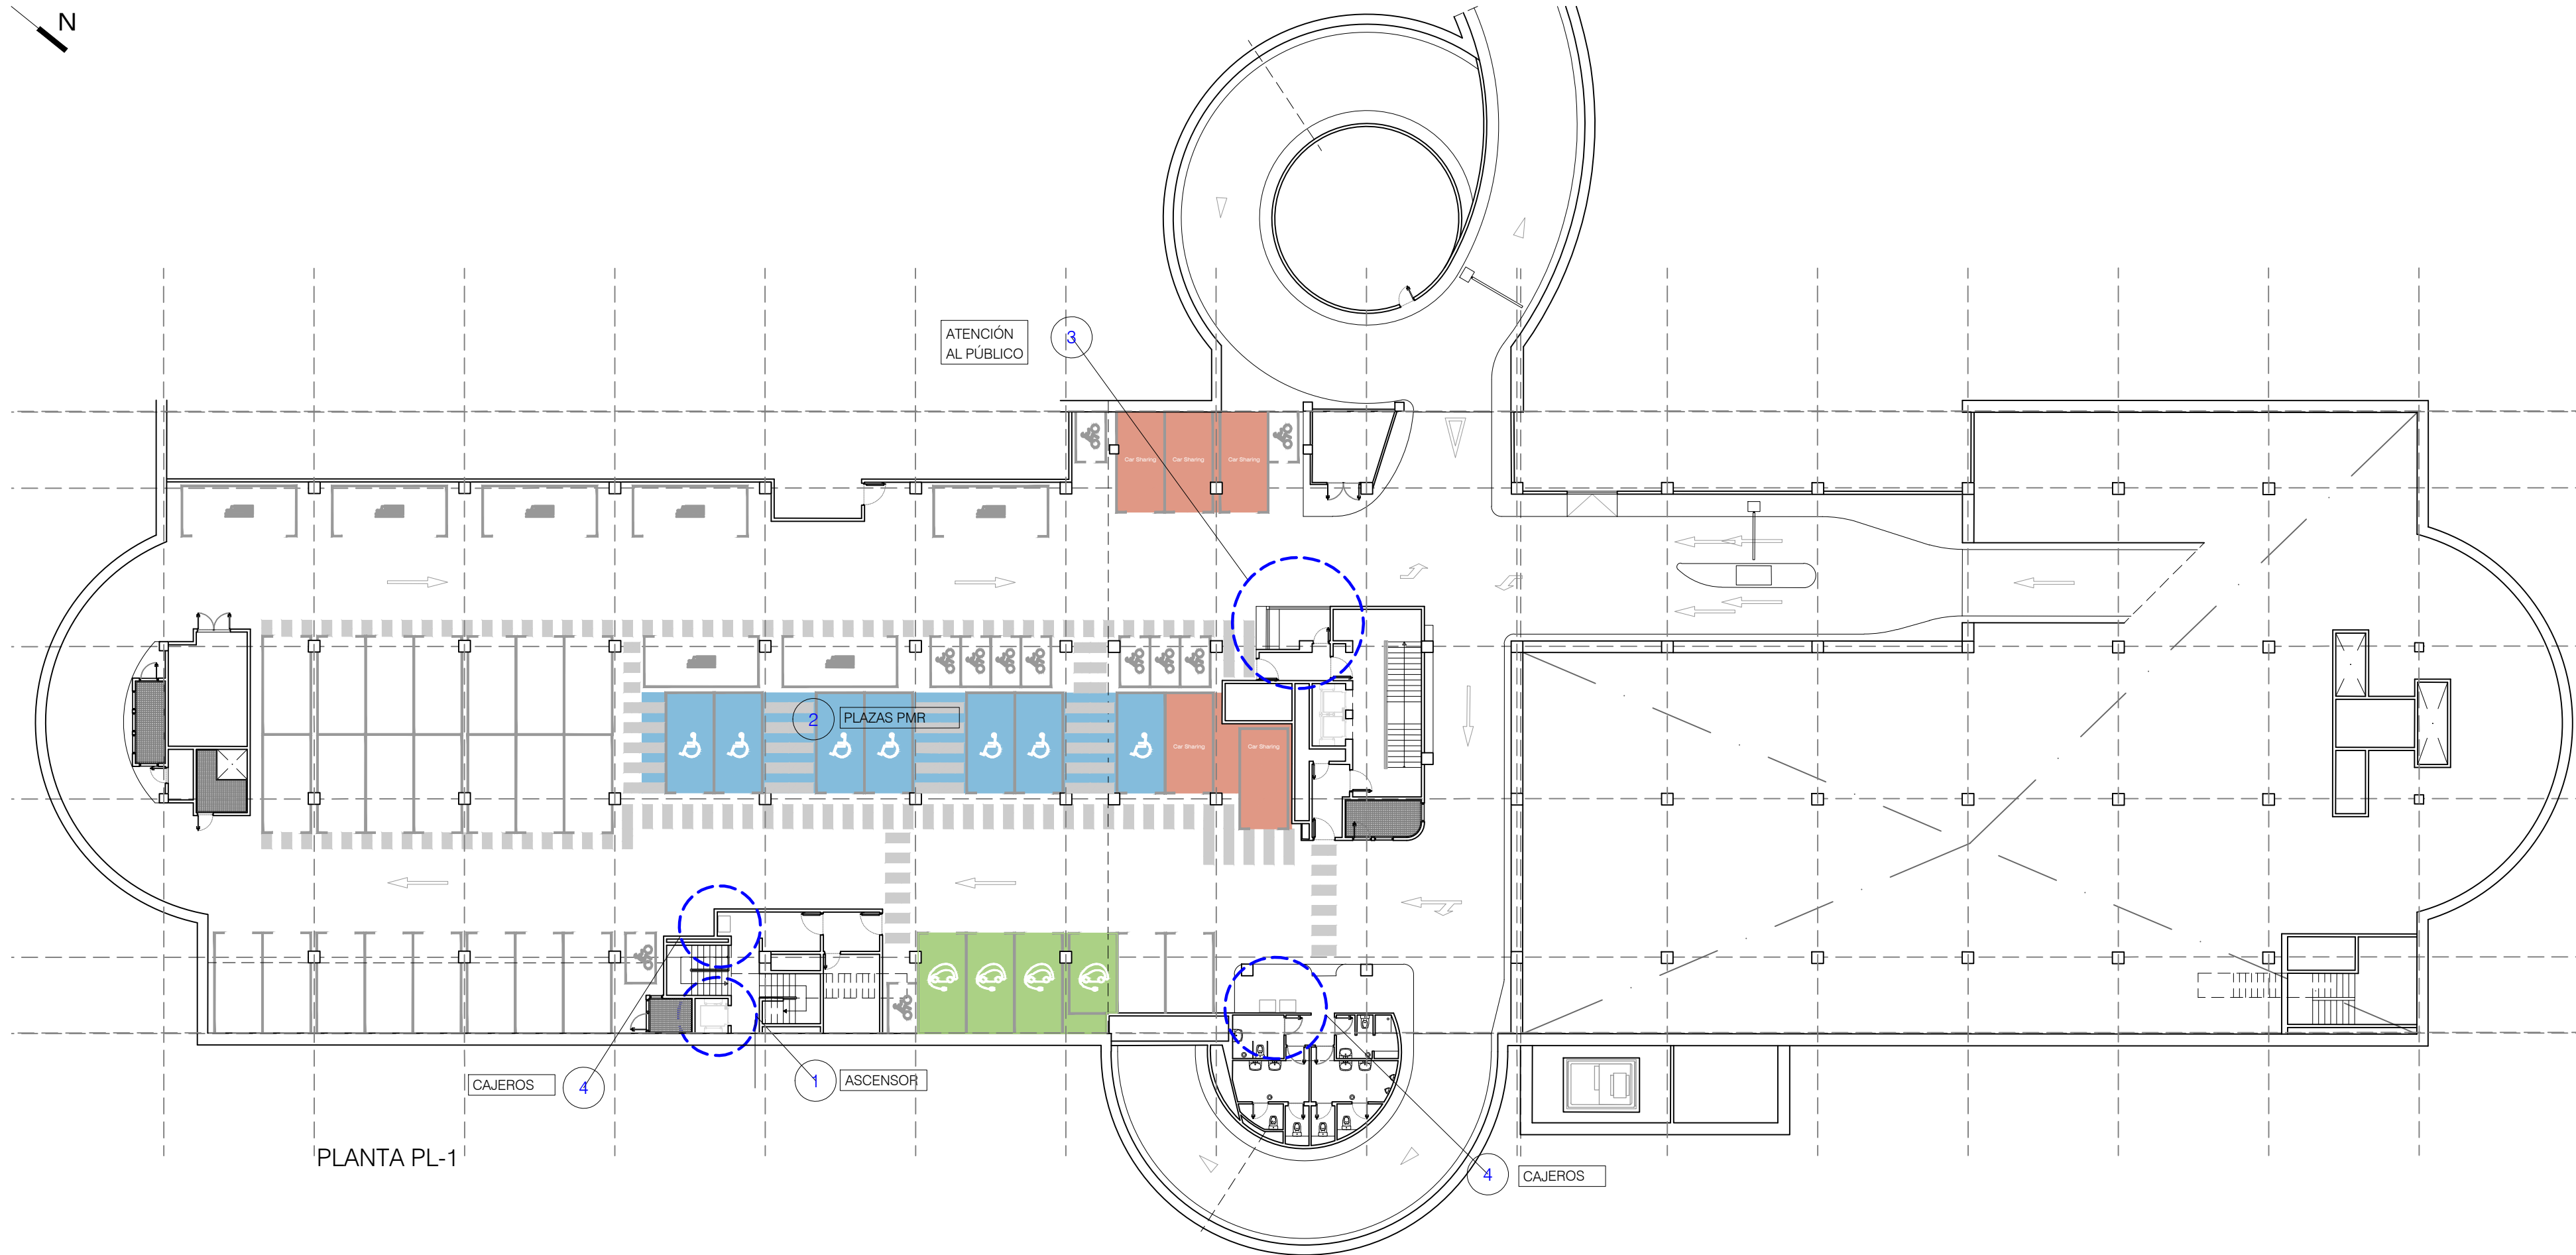 N
ATENCIÓN
AL PÚBLICO
3
Car Sharing
Car Sharing
Car Sharing
2
PLAZAS PMR
Car Sharing
Car Sharing
CAJEROS
4
1
ASCENSOR
PLANTA PL-1
4
CAJEROS